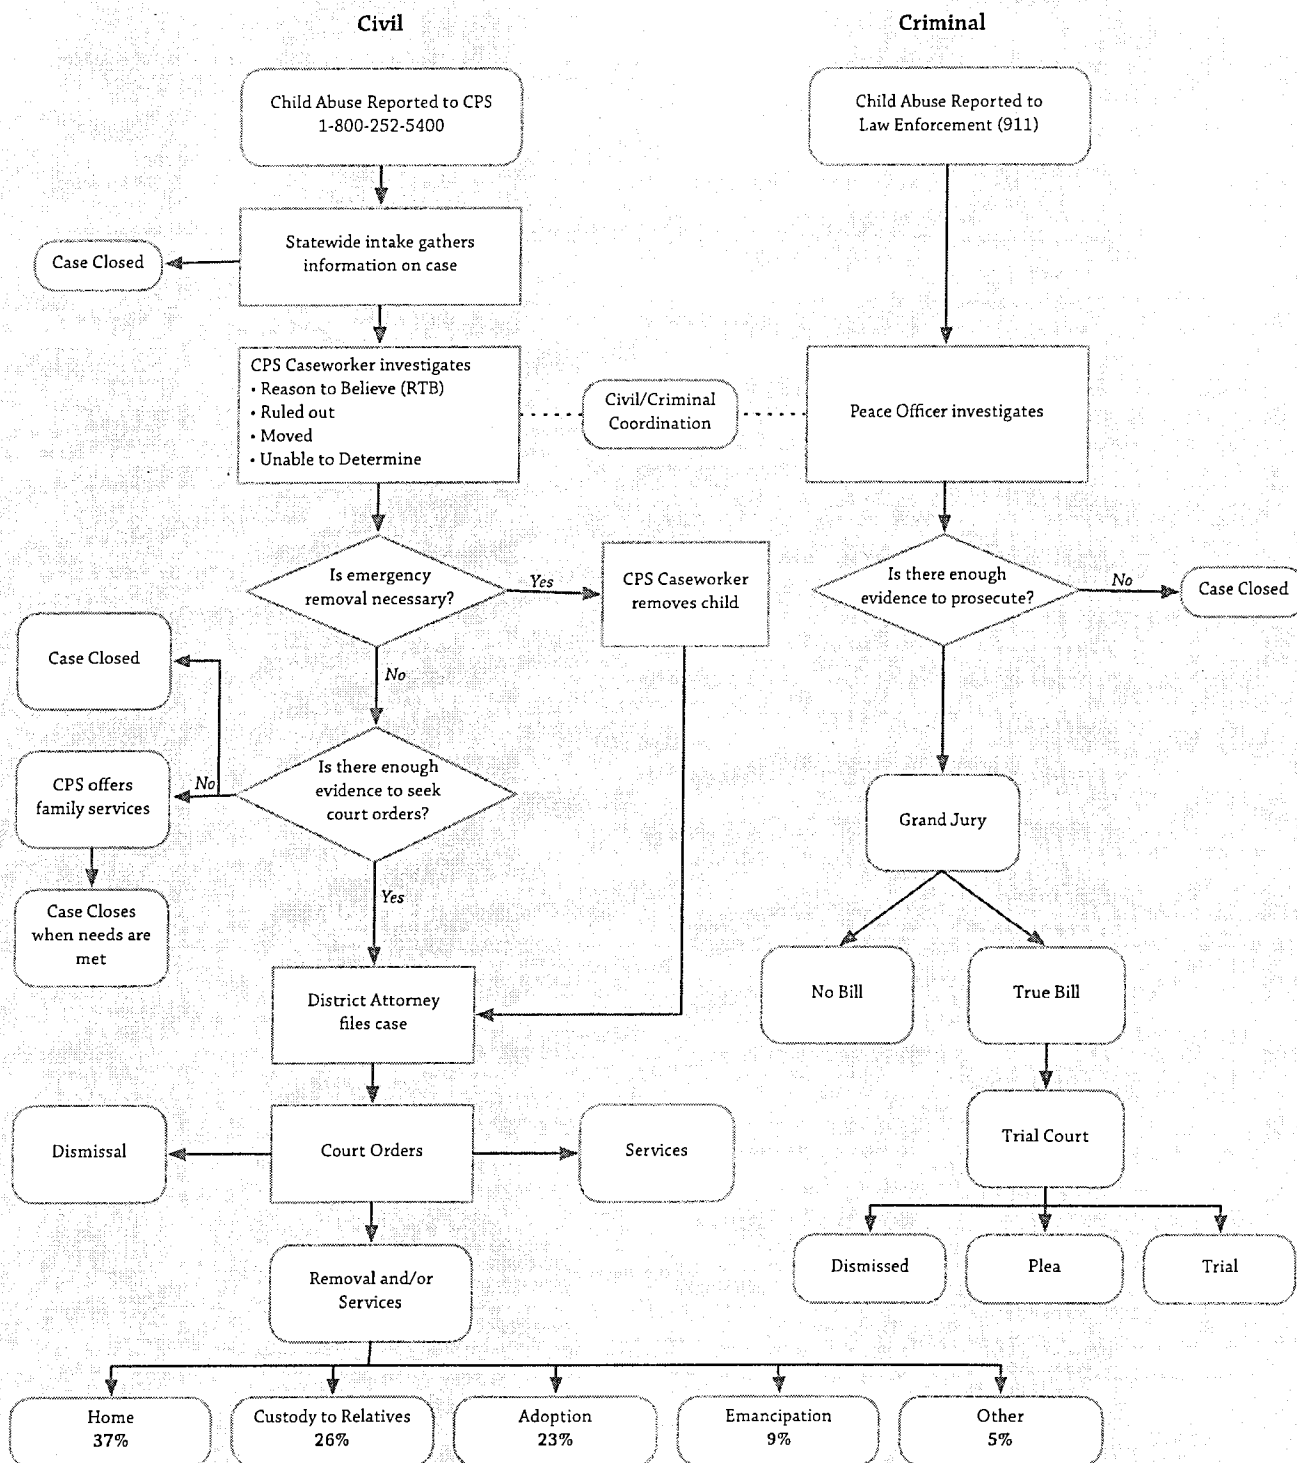 Civil
Criminal
Child Abuse Reported to CPS
1-800-252-5400
Child Abuse Reported to
Law Enforcement (911)
Statewide intake gathers
information on case
Case Closed
CPS Caseworker investigates
• Reason to Believe (RTB)
• Ruled out
• Moved
• Unable to Determine
Civil/Criminal
Coordination
Peace Officer investigates
Is emergency
removal necessary?
Yes
CPS Caseworker
removes child
Is there enough
evidence to prosecute?
No
Case Closed
Case Closed
No
CPS offers
family services
No
Is there enough
evidence to seek
court orders?
Grand Jury
Case Closes
when needs are
met
Yes
District Attorney
files case
No Bill
True Bill
Dismissal
Court Orders
Services
Trial Court
Removal and/or
Services
Dismissed
Plea
Trial
Home
37%
Custody to Relatives
26%
Adoption
23%
Emancipation
9%
Other
5%